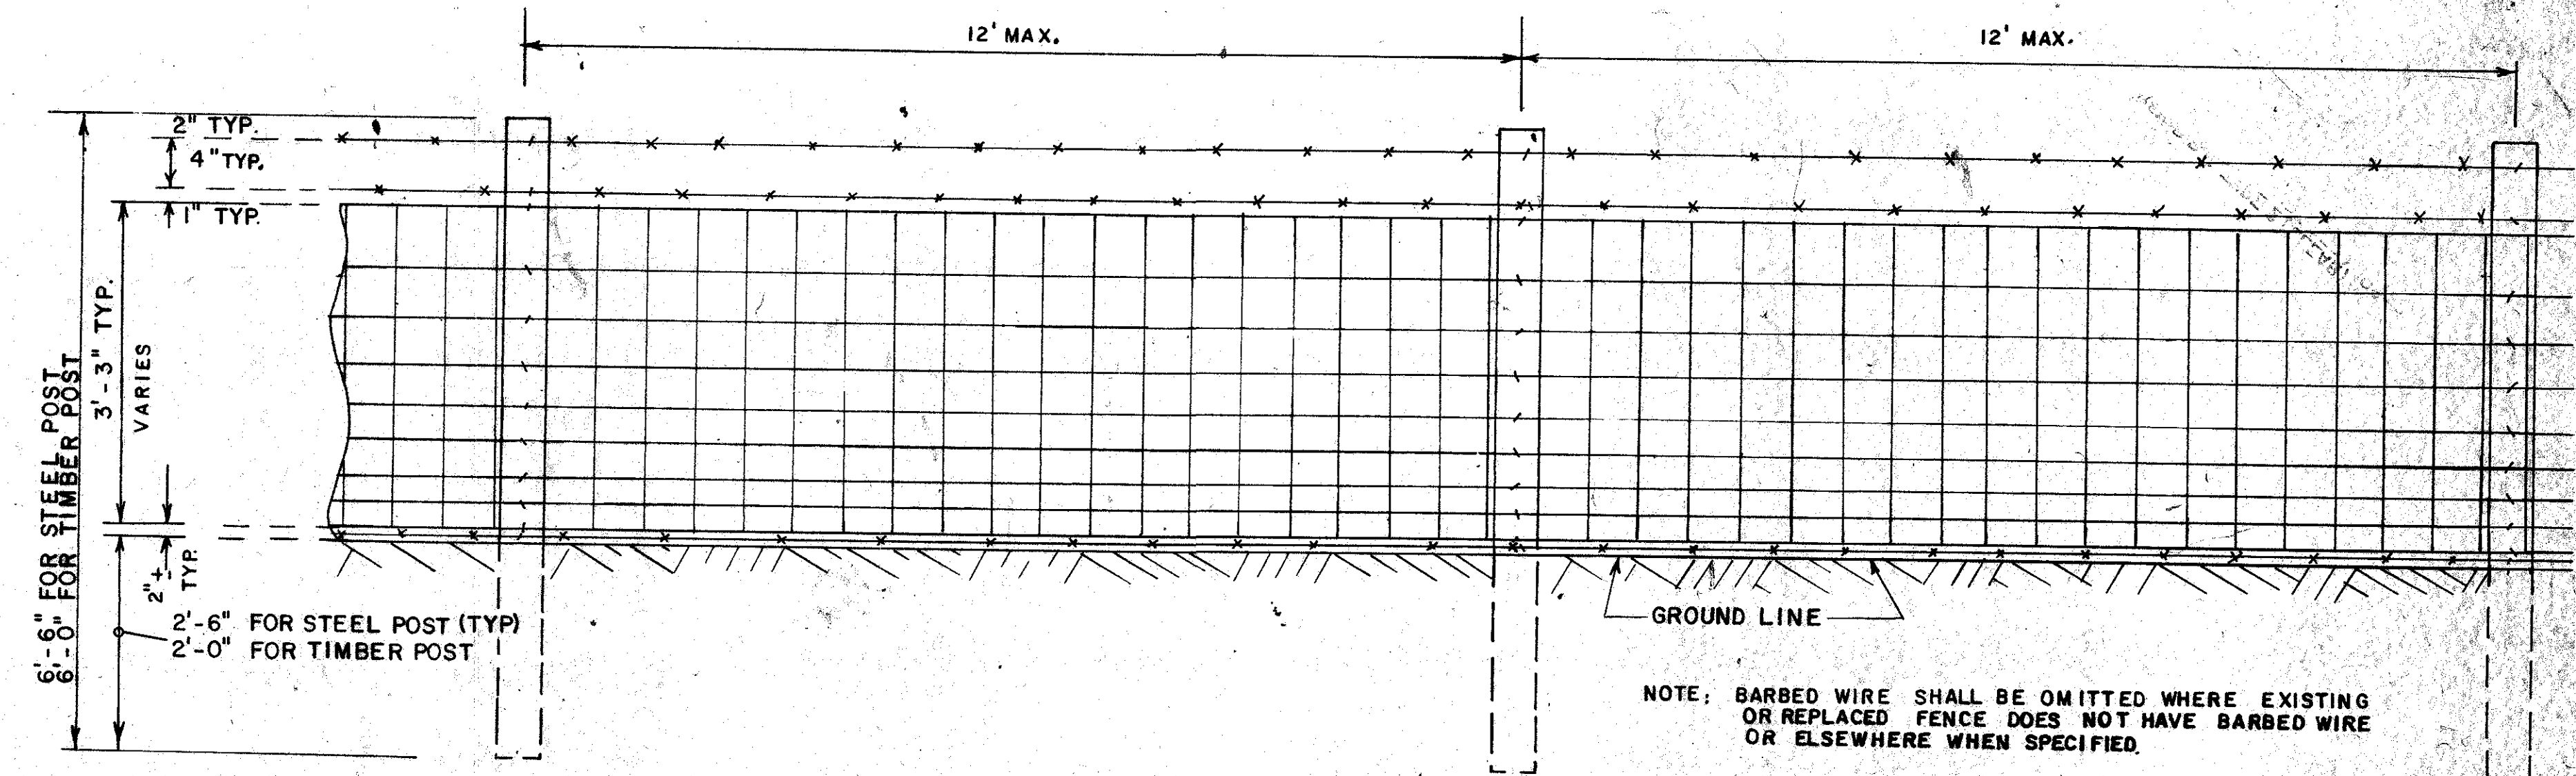 12' MAX.
12' MAX.
2" TYP.
4" TYP.
1" TYP.
3'-3" TYP.
VARIES
6'-6" FOR STEEL POST
6'-0" FOR TIMBER POST
2"±
TYP.
2'-6" FOR STEEL POST (TYP)
2'-0" FOR TIMBER POST
GROUND LINE
NOTE: BARBED WIRE SHALL BE OMITTED WHERE EXISTING
OR REPLACED FENCE DOES NOT HAVE BARBED WIRE
OR ELSEWHERE WHEN SPECIFIED.